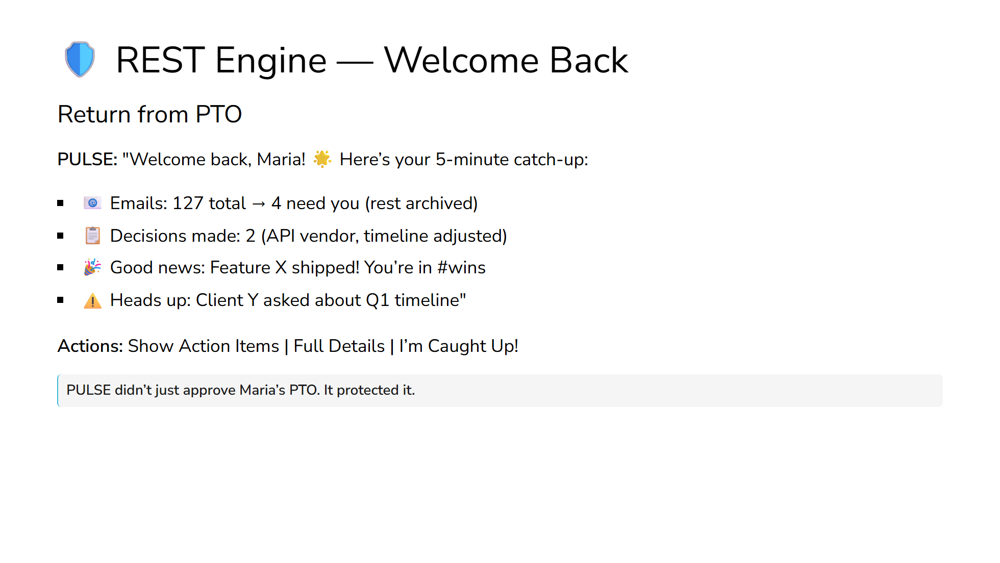 🛡️ REST Engine — Welcome Back
Return from PTO
PULSE: "Welcome back, Maria! 🌟 Here’s your 5-minute catch-up:
▪ 📧 Emails: 127 total → 4 need you (rest archived)
▪ 📋 Decisions made: 2 (API vendor, timeline adjusted)
▪ 🎉 Good news: Feature X shipped! You’re in #wins
▪ ⚠️ Heads up: Client Y asked about Q1 timeline"
Actions: Show Action Items | Full Details | I’m Caught Up!
PULSE didn’t just approve Maria’s PTO. It protected it.